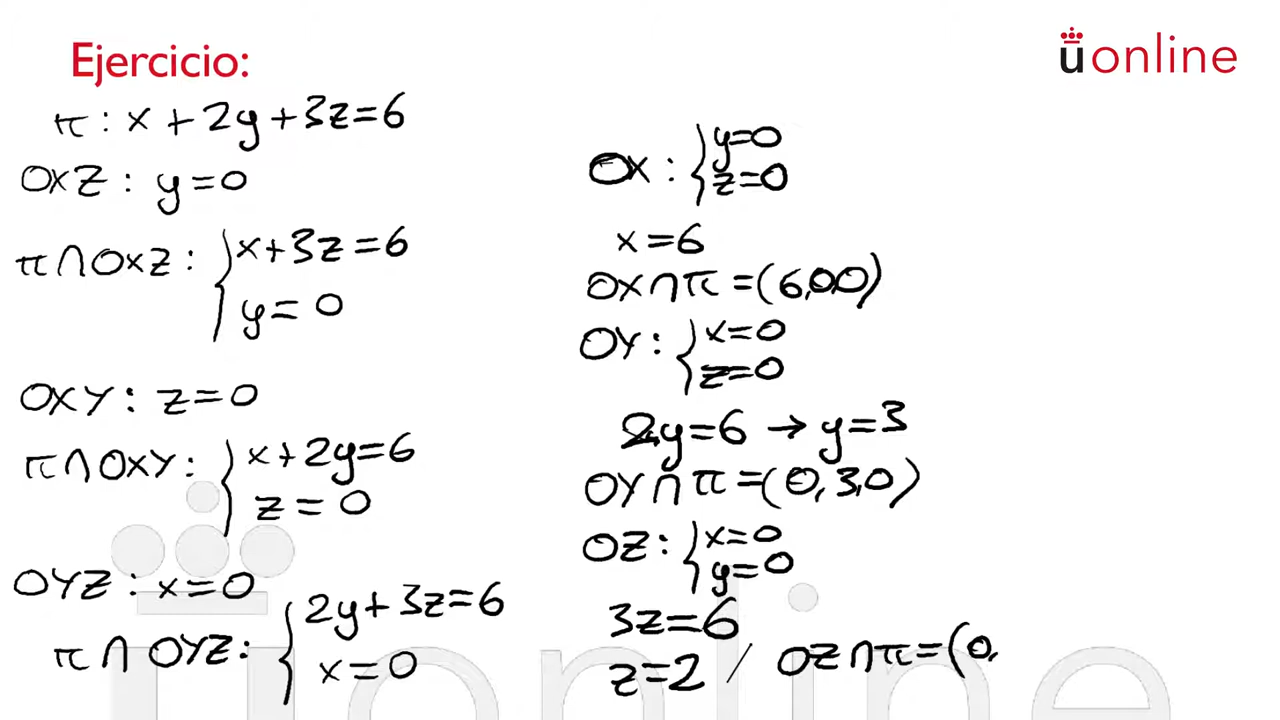 Ejercicio:
üonline
π: x + 2y + 3z = 6
OXZ: y = 0
π∩OXZ: { x + 3z = 6
y = 0
OXY: z = 0
π∩OXY: { x + 2y = 6
z = 0
OYZ: x = 0
π∩OYZ: { 2y + 3z = 6
x = 0
OX: { y = 0
z = 0
x = 6
OX∩π = (6,0,0)
OY: { x = 0
z = 0
2y = 6 → y = 3
OY∩π = (0,3,0)
OZ: { x = 0
y = 0
3z = 6
z = 2 / OZ∩π = (0,
üonline